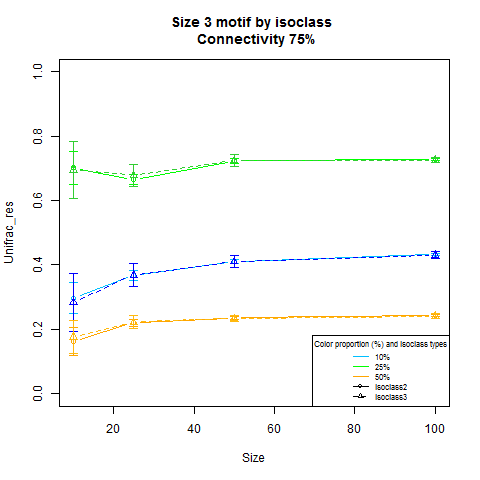 Size 3 motif by isoclass
Connectivity 75%
Unifrac_res
1.0
0.8
0.6
0.4
0.2
0.0
Color proportion (%) and isoclass types
10%
25%
50%
Isoclass2
Isoclass3
20 40 60 80 100
Size